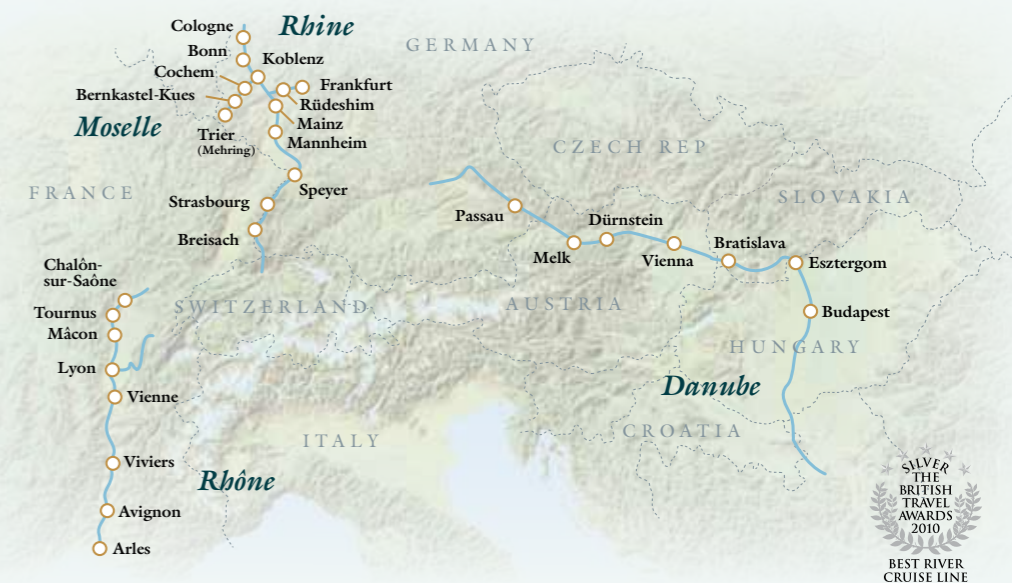 Cologne
Rhine
Bonn
GERMANY
Koblenz
Cochem
Frankfurt
Bernkastel-Kues
Rüdeshim
Mainz
Moselle
Trier
(Mehring)
Mannheim
CZECH REP
FRANCE
Speyer
SLOVAKIA
Strasbourg
Passau
Dürnstein
Breisach
Melk
Vienna
Bratislava
Esztergom
Chalôn-
sur-Saône
SWITZERLAND
AUSTRIA
Tournus
Budapest
Mâcon
HUNGARY
Lyon
Danube
Vienne
CROATIA
ITALY
Viviers
Rhône
Avignon
Arles
SILVER
THE
BRITISH
TRAVEL
AWARDS
2010
BEST RIVER
CRUISE LINE